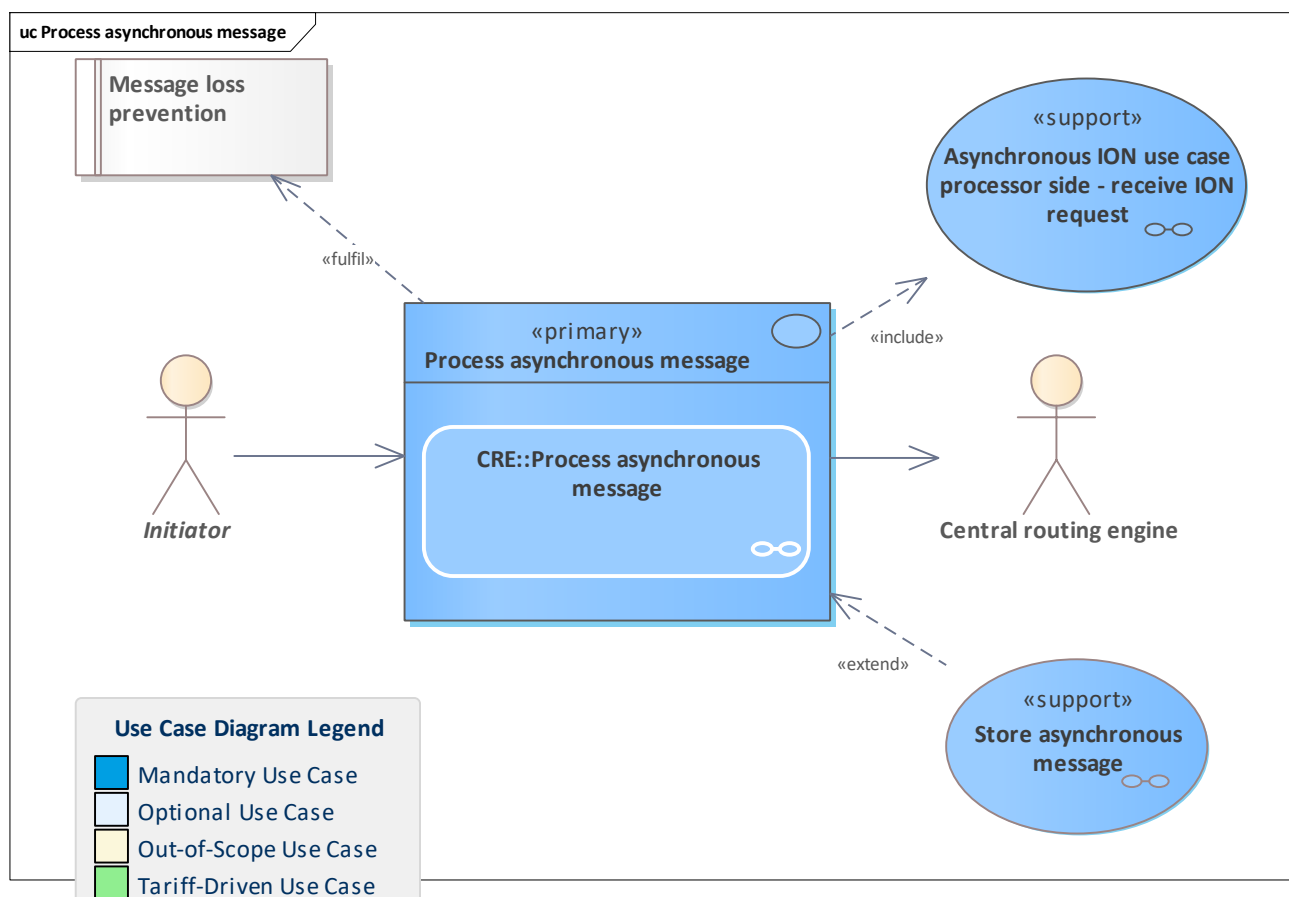 uc Process asynchronous message
Message loss
prevention
«support»
Asynchronous ION use case
processor side - receive ION
request
«fulfil»
«primary»
Process asynchronous message
«include»
CRE::Process asynchronous
message
Initiator
Central routing engine
«extend»
«support»
Store asynchronous
message
Use Case Diagram Legend
Mandatory Use Case
Optional Use Case
Out-of-Scope Use Case
Tariff-Driven Use Case